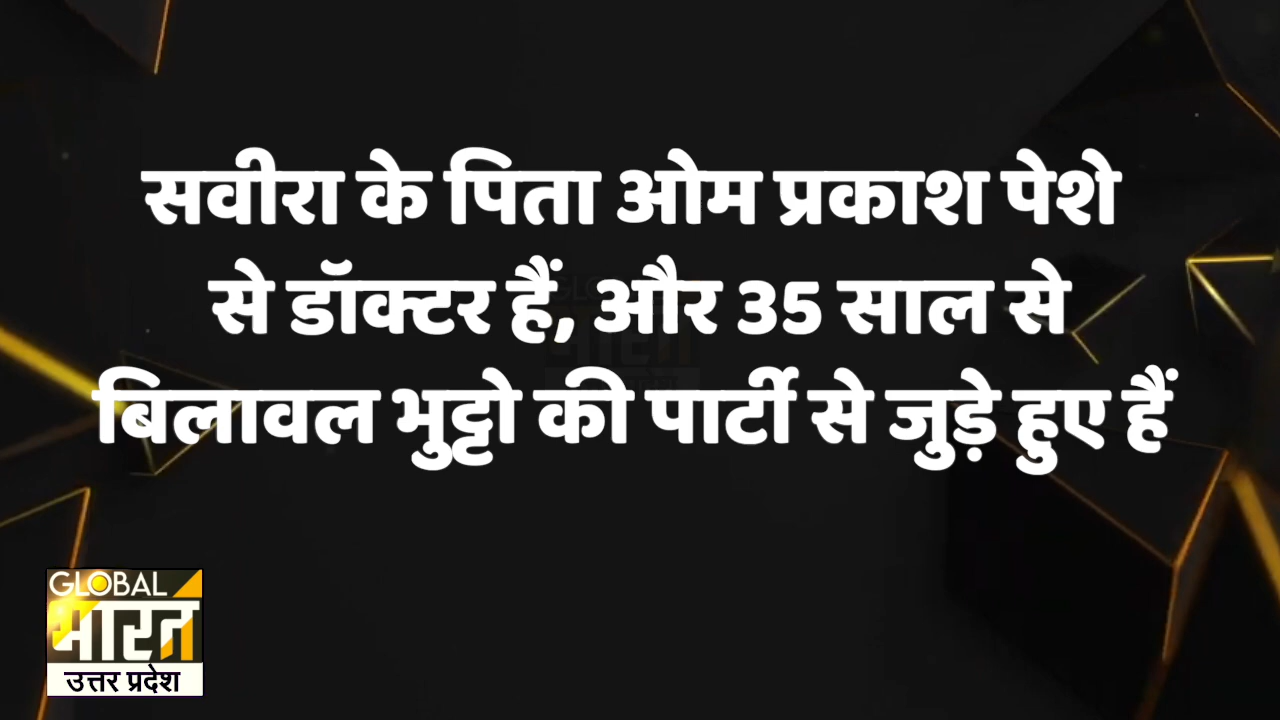 सवीरा के पिता ओम प्रकाश पेशे
से डॉक्टर हैं, और 35 साल से
बिलावल भुट्टो की पार्टी से जुड़े हुए हैं
GLOBAL
भारत
उत्तर प्रदेश